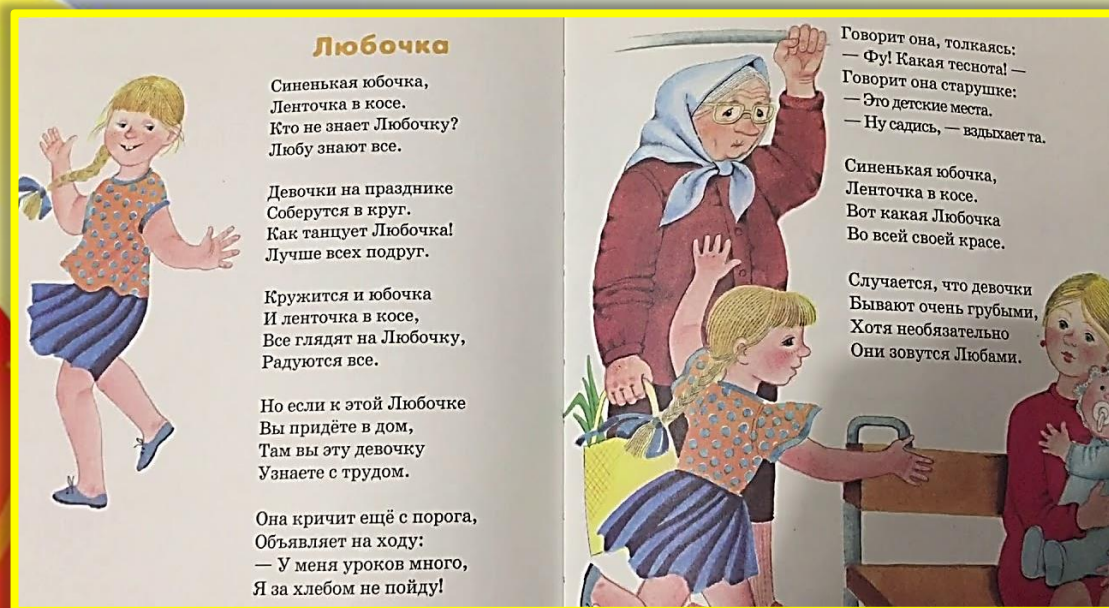 Любочка
Синенькая юбочка,
Ленточка в косе.
Кто не знает Любочку?
Любу знают все.
Девочки на празднике
Соберутся в круг.
Как танцует Любочка!
Лучше всех подруг.
Кружится и юбочка
И ленточка в косе,
Все глядят на Любочку,
Радуются все.
Но если к этой Любочке
Вы придёте в дом,
Там вы эту девочку
Узнаете с трудом.
Она кричит ещё с порога,
Объявляет на ходу:
— У меня уроков много,
Я за хлебом не пойду!
Говорит она, толкаясь:
— Фу! Какая теснота! —
Говорит она старушке:
— Это детские места.
— Ну садись, — вздыхает та.
Синенькая юбочка,
Ленточка в косе.
Вот какая Любочка
Во всей своей красе.
Случается, что девочки
Бывают очень грубыми,
Хотя необязательно
Они зовутся Любами.